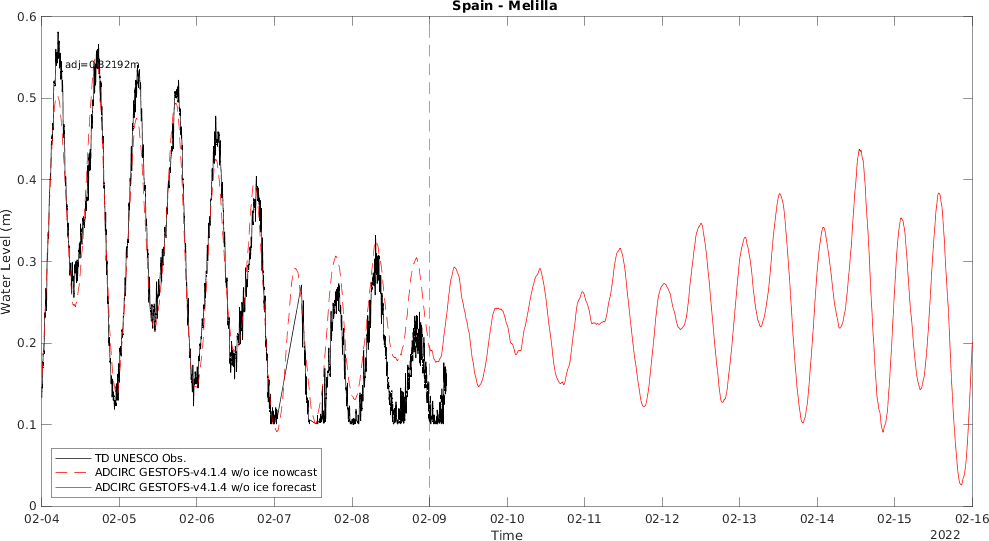 Spain - Melilla
0.6
0.5
0.4
0.3
0.2
0.1
0
Water Level (m)
adj=0.32192m
TD UNESCO Obs.
ADCIRC GESTOFS-v4.1.4 w/o ice nowcast
ADCIRC GESTOFS-v4.1.4 w/o ice forecast
02-04 02-05 02-06 02-07 02-08 02-09 02-10 02-11 02-12 02-13 02-14 02-15 02-16
Time
2022